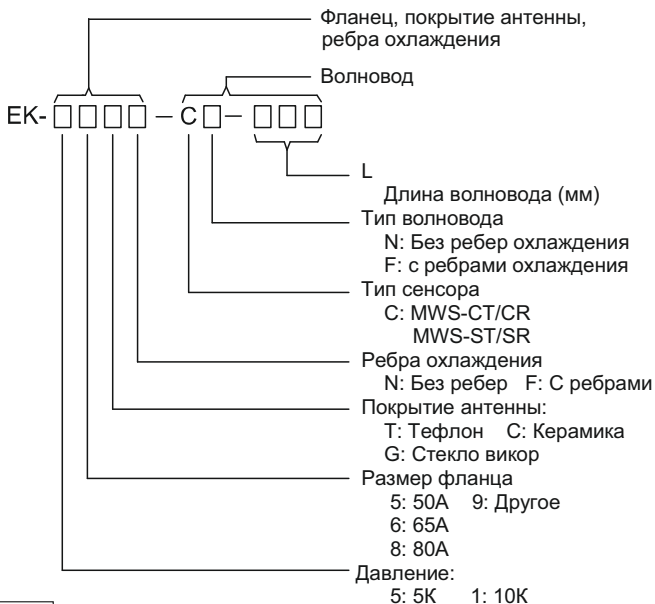 Фланец, покрытие антенны,
ребра охлаждения
Волновод
EK-□□□□ — C□— □□□
L
Длина волновода (мм)
Тип волновода
N: Без ребер охлаждения
F: с ребрами охлаждения
Тип сенсора
C: MWS-CT/CR
MWS-ST/SR
Ребра охлаждения
N: Без ребер F: С ребрами
Покрытие антенны:
T: Тефлон C: Керамика
G: Стекло викор
Размер фланца
5: 50A 9: Другое
6: 65A
8: 80A
Давление:
5: 5К 1: 10К